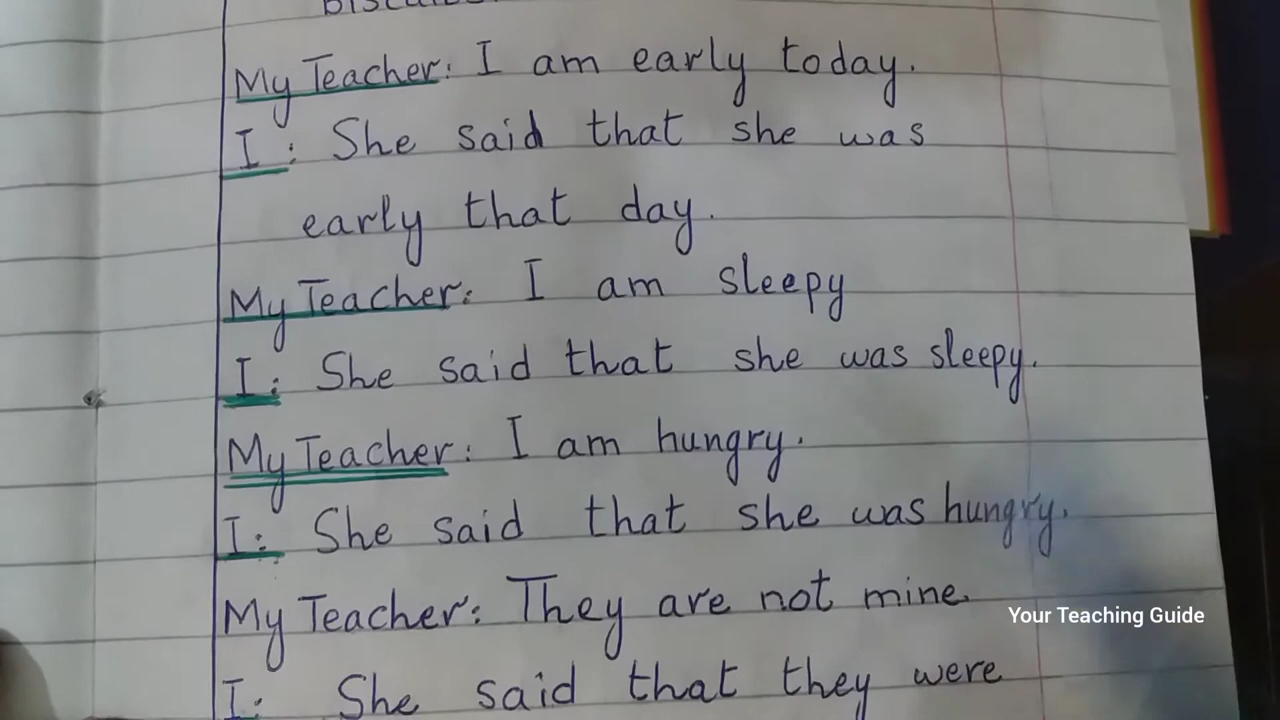 My Teacher: I am early today.
I: She said that she was
early that day.
My Teacher: I am sleepy
I: She said that she was sleepy.
My Teacher: I am hungry.
I: She said that she was hungry.
My Teacher: They are not mine.
Your Teaching Guide
I: She said that they were